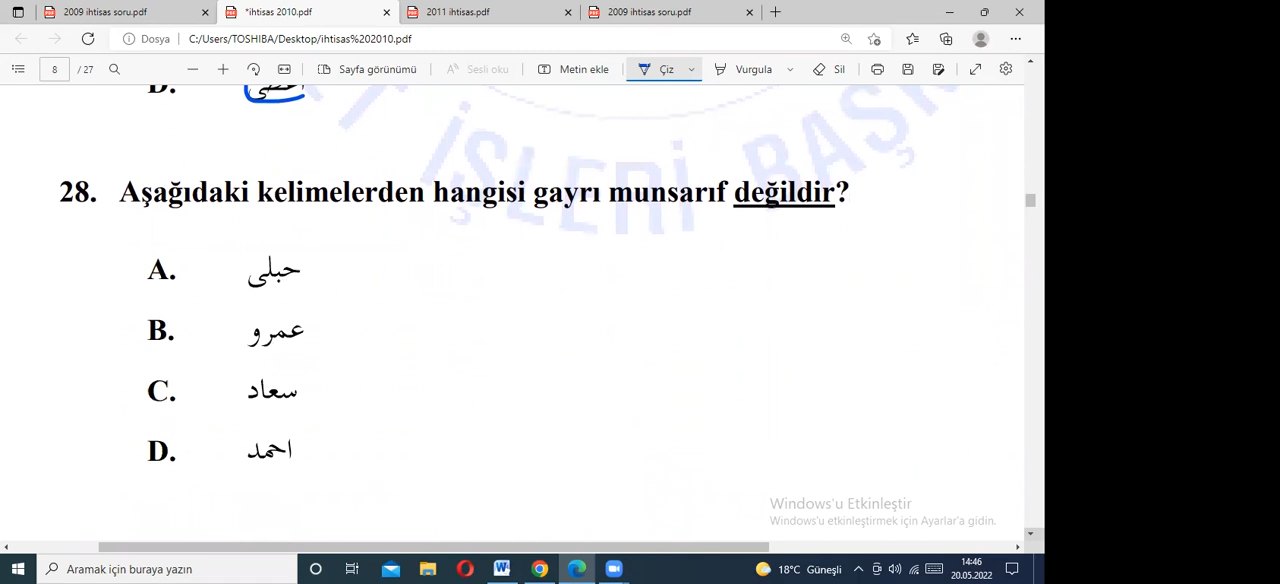 2009 ihtisas soru.pdf
*ihtisas 2010.pdf
2011 ihtisas.pdf
2009 ihtisas soru.pdf
Dosya | C:/Users/TOSHIBA/Desktop/ihtisas%202010.pdf
8 / 27
Sayfa görünümü
Sesli oku
Metin ekle
Çiz
Vurgula
Sil
D.
İŞLERİ BAŞK
28. Aşağıdaki kelimelerden hangisi gayrı munsarıf değildir?
A. حبلى
B. عمرو
C. سعاد
D. احمد
Windows'u Etkinleştir
Windows'u etkinleştirmek için Ayarlar'a gidin.
Aramak için buraya yazın
18°C Güneşli
14:46
20.05.2022